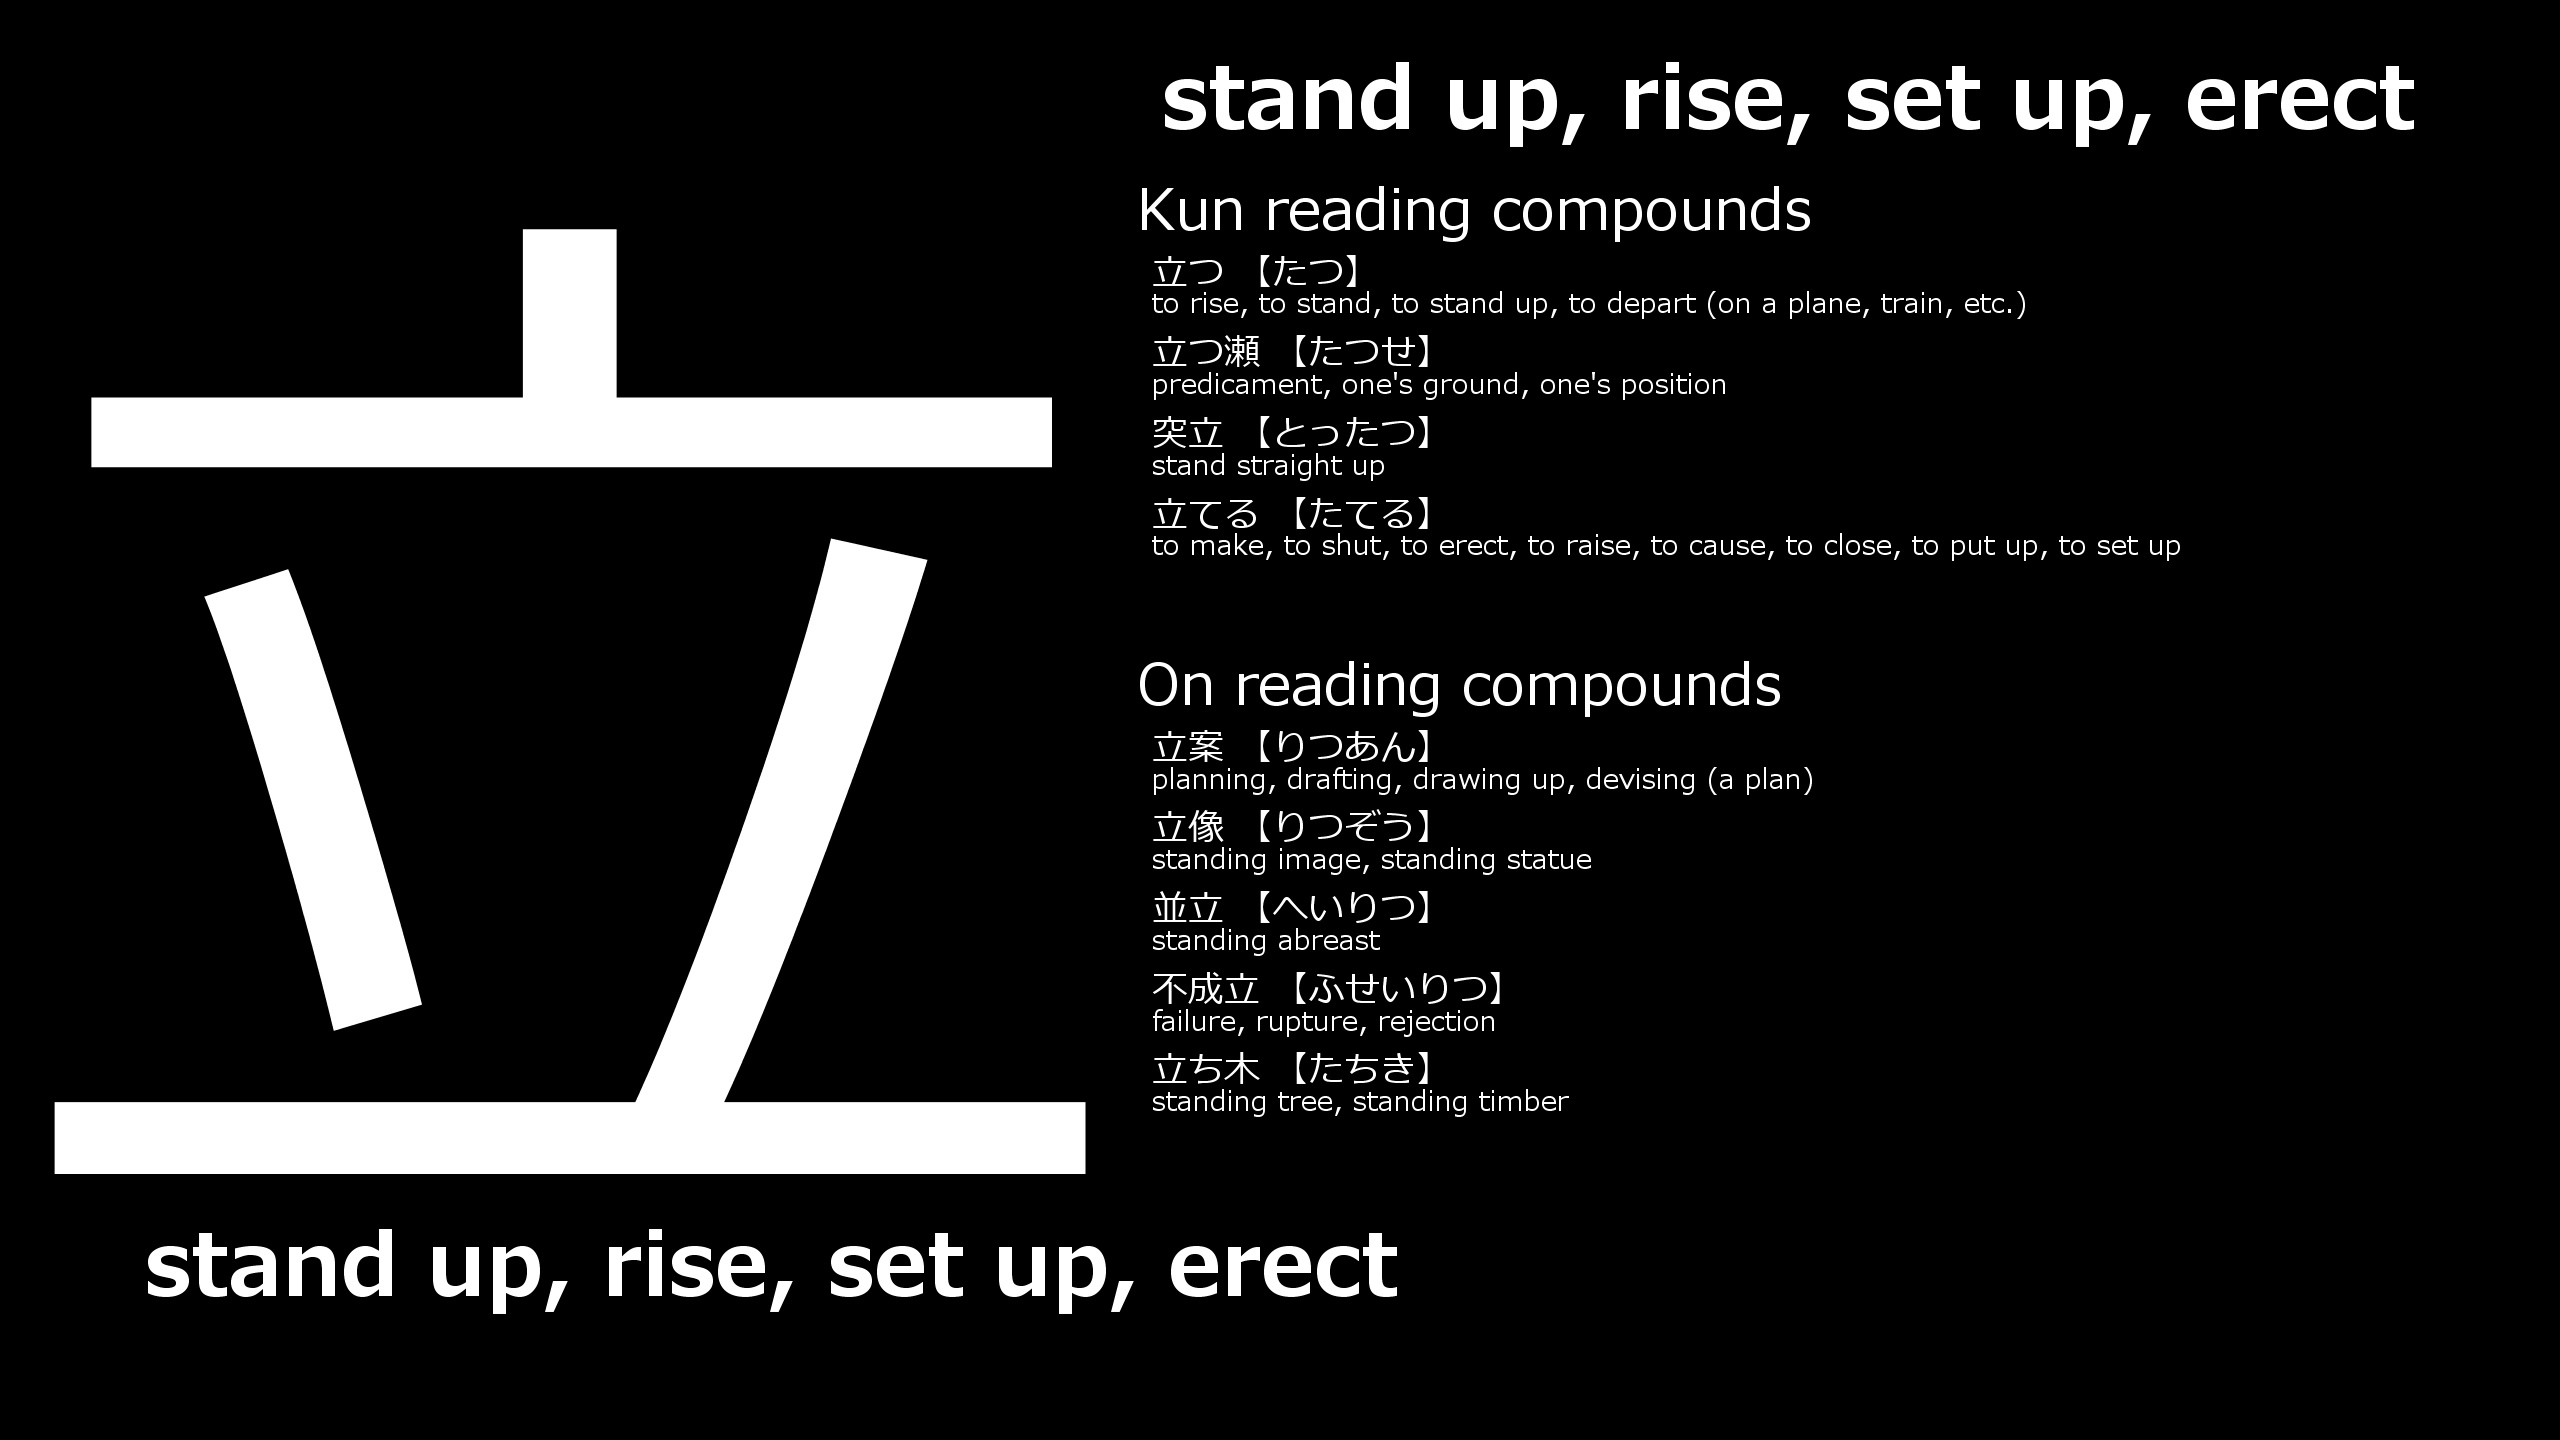 立
stand up, rise, set up, erect
stand up, rise, set up, erect
Kun reading compounds
立つ 【たつ】
to rise, to stand, to stand up, to depart (on a plane, train, etc.)
立つ瀬 【たつせ】
predicament, one's ground, one's position
突立 【とったつ】
stand straight up
立てる 【たてる】
to make, to shut, to erect, to raise, to cause, to close, to put up, to set up
On reading compounds
立案 【りつあん】
planning, drafting, drawing up, devising (a plan)
立像 【りつぞう】
standing image, standing statue
並立 【へいりつ】
standing abreast
不成立 【ふせいりつ】
failure, rupture, rejection
立ち木 【たちき】
standing tree, standing timber